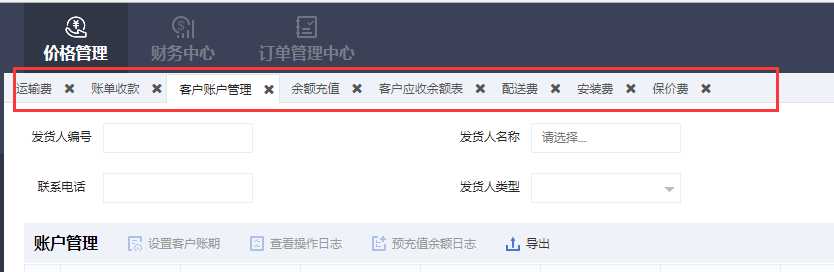 价格管理 财务中心 订单管理中心
运输费 账单收款 客户账户管理 余额充值 客户应收余额表 配送费 安装费 保价费
发货人编号 发货人名称 请选择...
联系电话 发货人类型
账户管理 设置客户账期 查看操作日志 预充值余额日志 导出